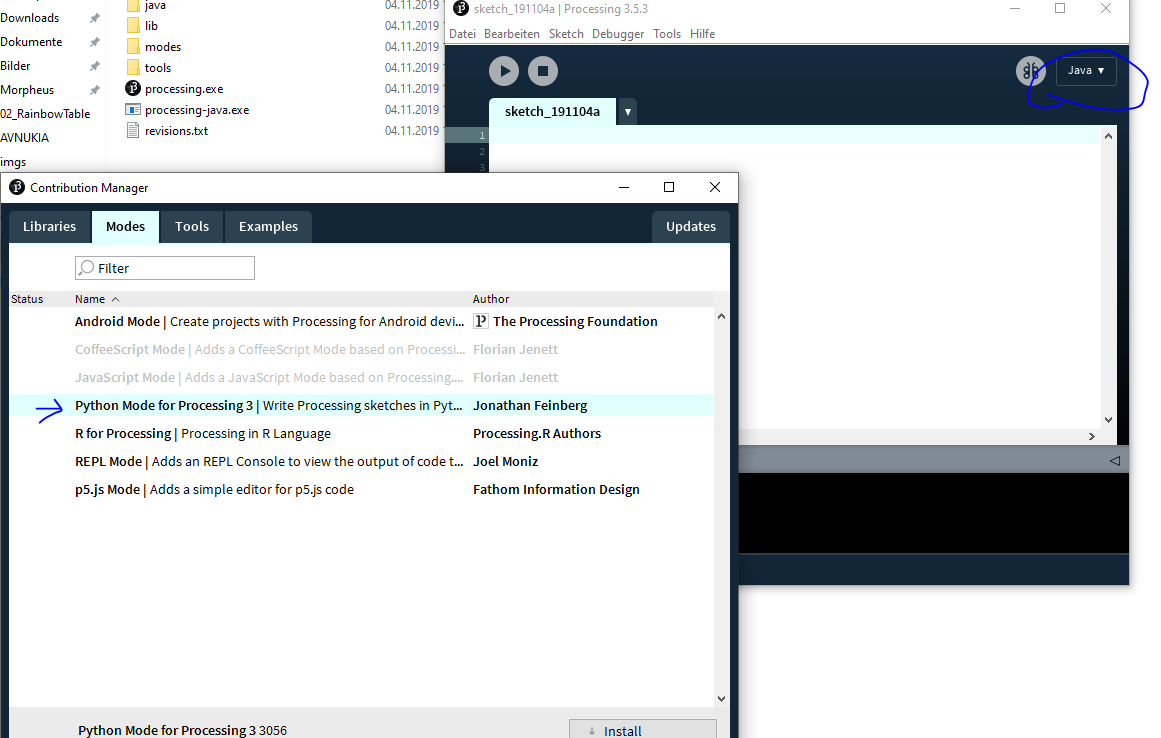 Downloads
Dokumente
Bilder
Morpheus
02_RainbowTable
AVNUKIA
imgs
java 04.11.2019
lib 04.11.2019
modes 04.11.2019
tools 04.11.2019
processing.exe 04.11.2019
processing-java.exe 04.11.2019
revisions.txt 04.11.2019
sketch_191104a | Processing 3.5.3
Datei Bearbeiten Sketch Debugger Tools Hilfe
Java ▼
sketch_191104a ▼
1
2
3
Contribution Manager
Libraries Modes Tools Examples Updates
Filter
Status Name Author
Android Mode | Create projects with Processing for Android devi... The Processing Foundation
CoffeeScript Mode | Adds a CoffeeScript Mode based on Processi... Florian Jenett
JavaScript Mode | Adds a JavaScript Mode based on Processing.... Florian Jenett
Python Mode for Processing 3 | Write Processing sketches in Pyt... Jonathan Feinberg
R for Processing | Processing in R Language Processing.R Authors
REPL Mode | Adds an REPL Console to view the output of code t... Joel Moniz
p5.js Mode | Adds a simple editor for p5.js code Fathom Information Design
Python Mode for Processing 3 3056
Install